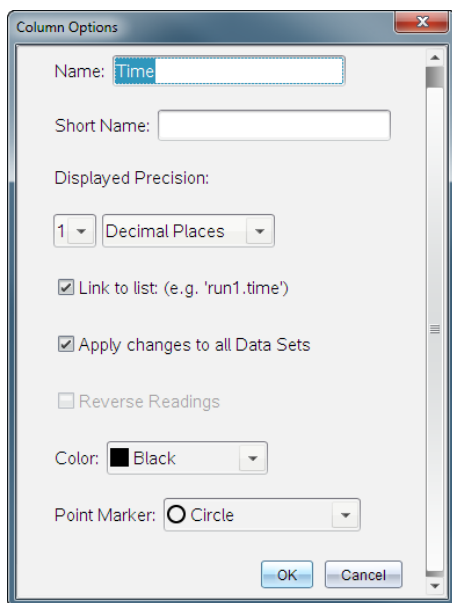 Column Options
Name: Time
Short Name:
Displayed Precision:
1 Decimal Places
Link to list: (e.g. 'run1.time')
Apply changes to all Data Sets
Reverse Readings
Color: Black
Point Marker: Circle
OK Cancel